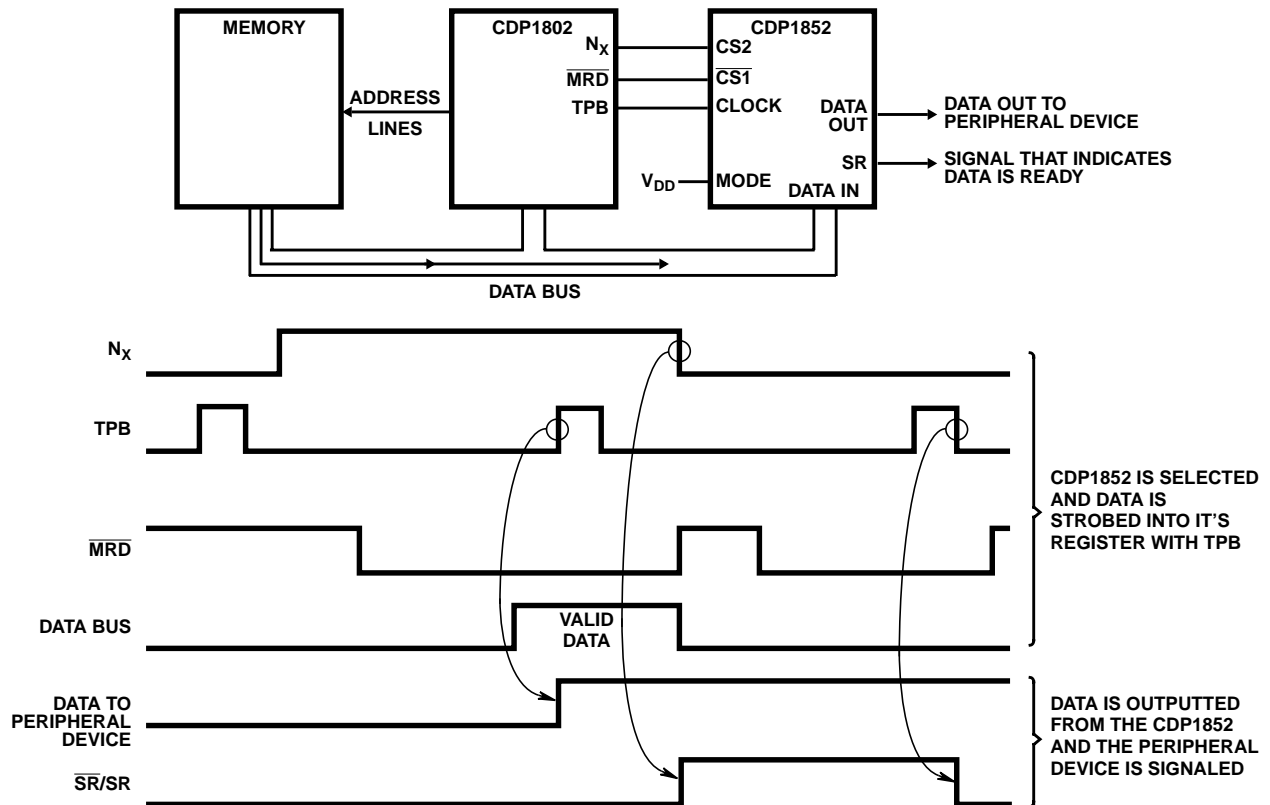 MEMORY
CDP1802
CDP1852
NX
MRD
TPB
CS2
CS1
CLOCK
ADDRESS
LINES
DATA
OUT
DATA OUT TO
PERIPHERAL DEVICE
SR
SIGNAL THAT INDICATES
DATA IS READY
VDD
MODE
DATA IN
DATA BUS
NX
TPB
MRD
DATA BUS
VALID
DATA
DATA TO
PERIPHERAL
DEVICE
SR/SR
CDP1852 IS SELECTED
AND DATA IS
STROBED INTO IT'S
REGISTER WITH TPB
DATA IS OUTPUTTED
FROM THE CDP1852
AND THE PERIPHERAL
DEVICE IS SIGNALED